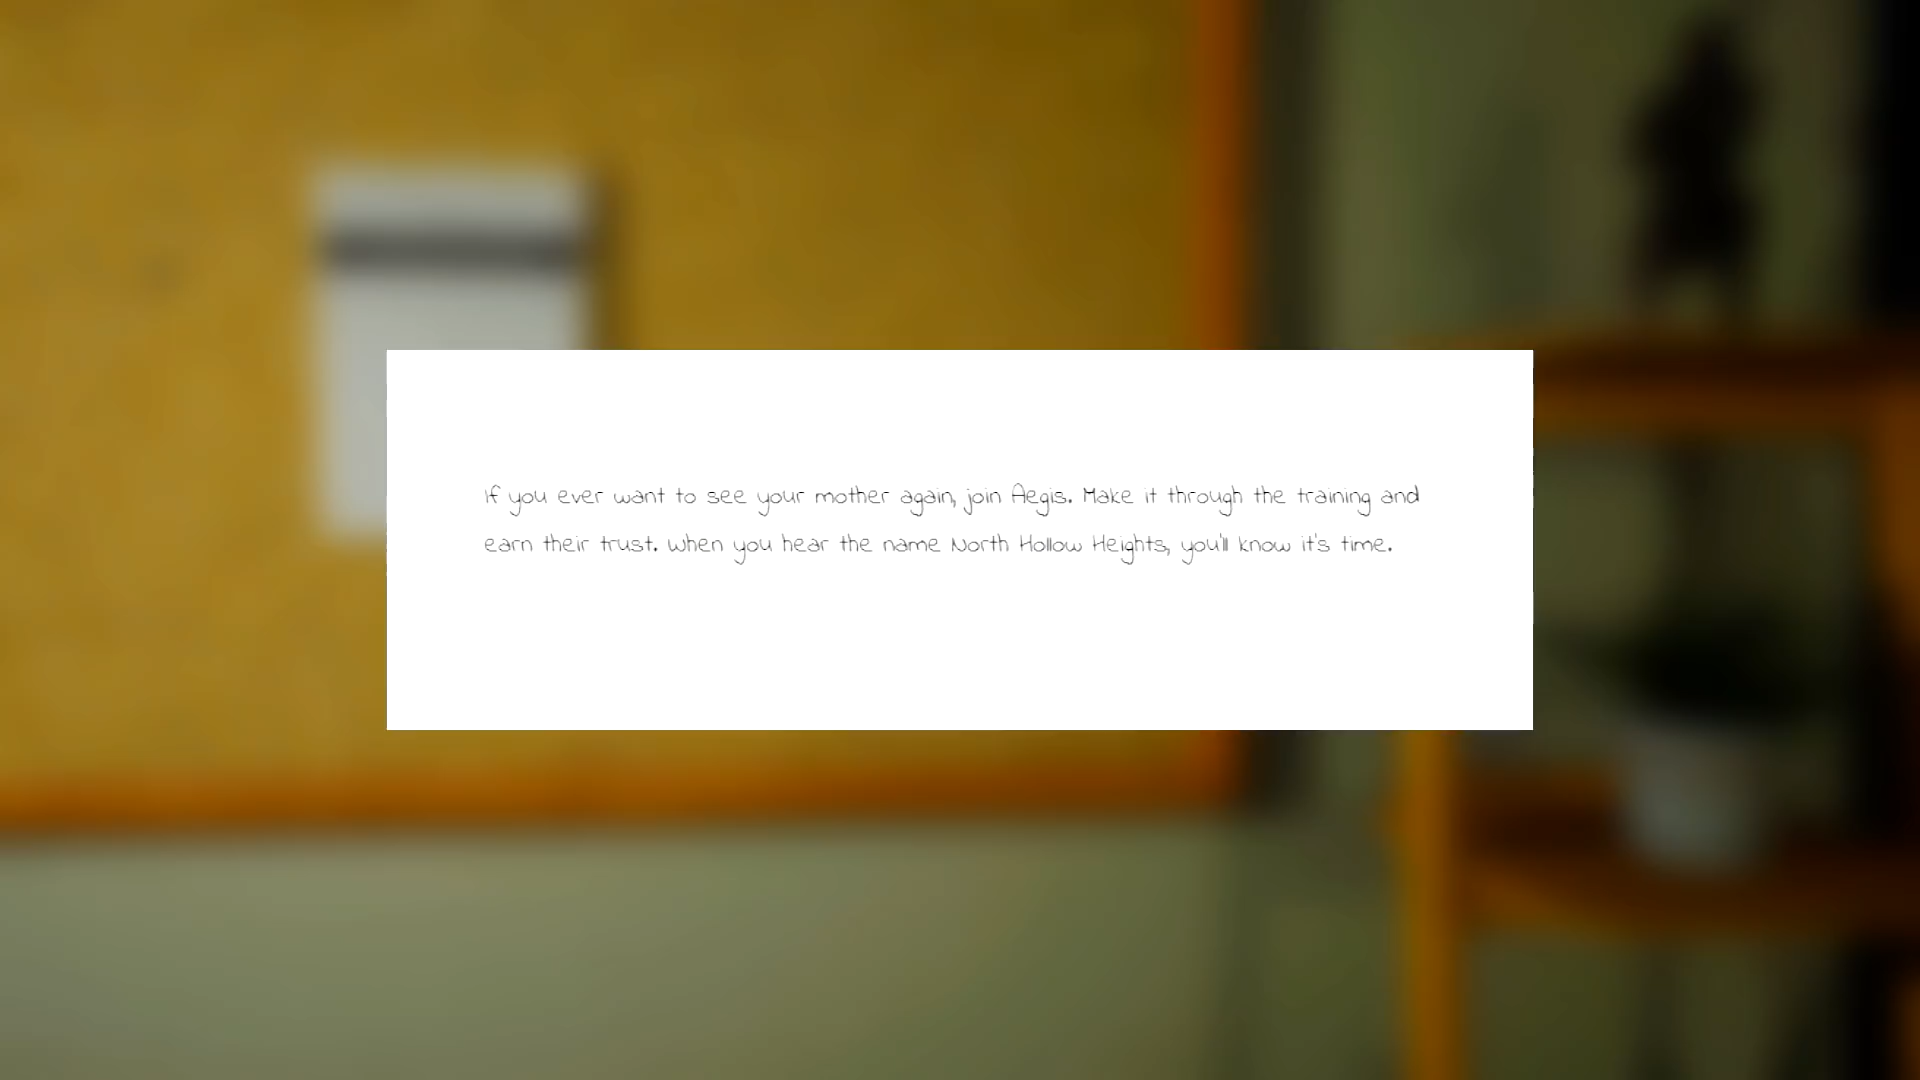 If you ever want to see your mother again, join Aegis. Make it through the training and
earn their trust. When you hear the name North Hollow Heights, you'll know it's time.